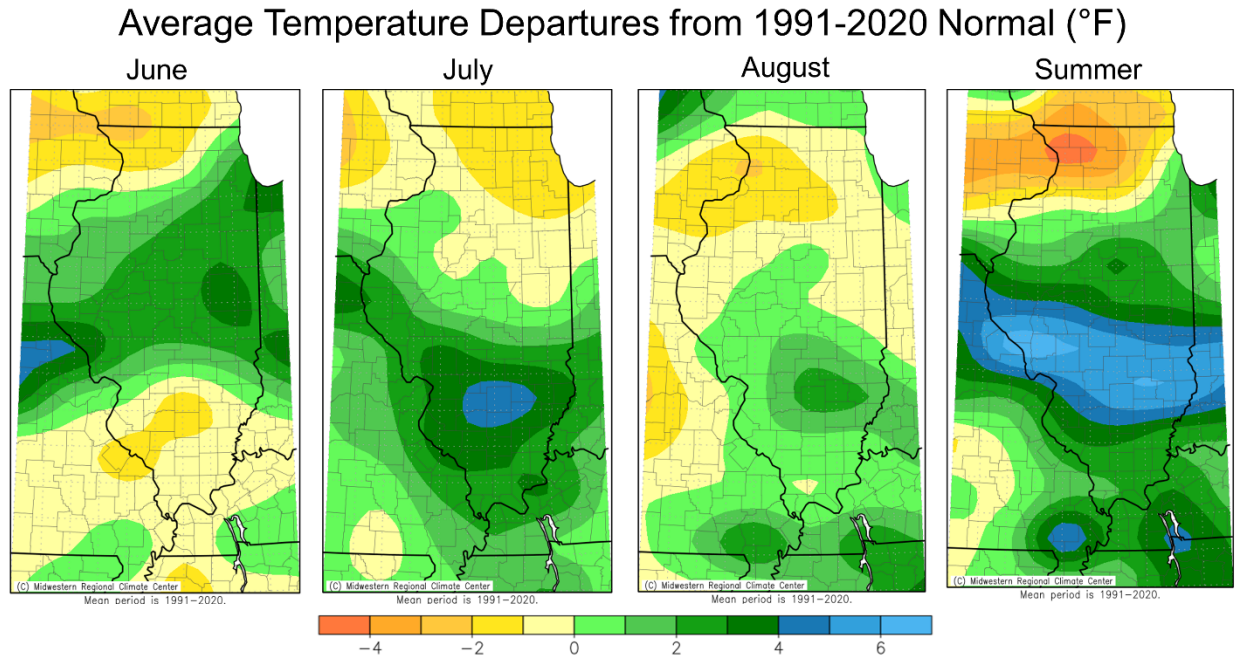 Average Temperature Departures from 1991-2020 Normal (°F)
June
July
August
Summer
(C) Midwestern Regional Climate Center
(C) Midwestern Regional Climate Center
(C) Midwestern Regional Climate Center
(C) Midwestern Regional Climate Center
Mean period is 1991-2020.
Mean period is 1991-2020.
Mean period is 1991-2020.
Mean period is 1991-2020.
-4 -2 0 2 4 6